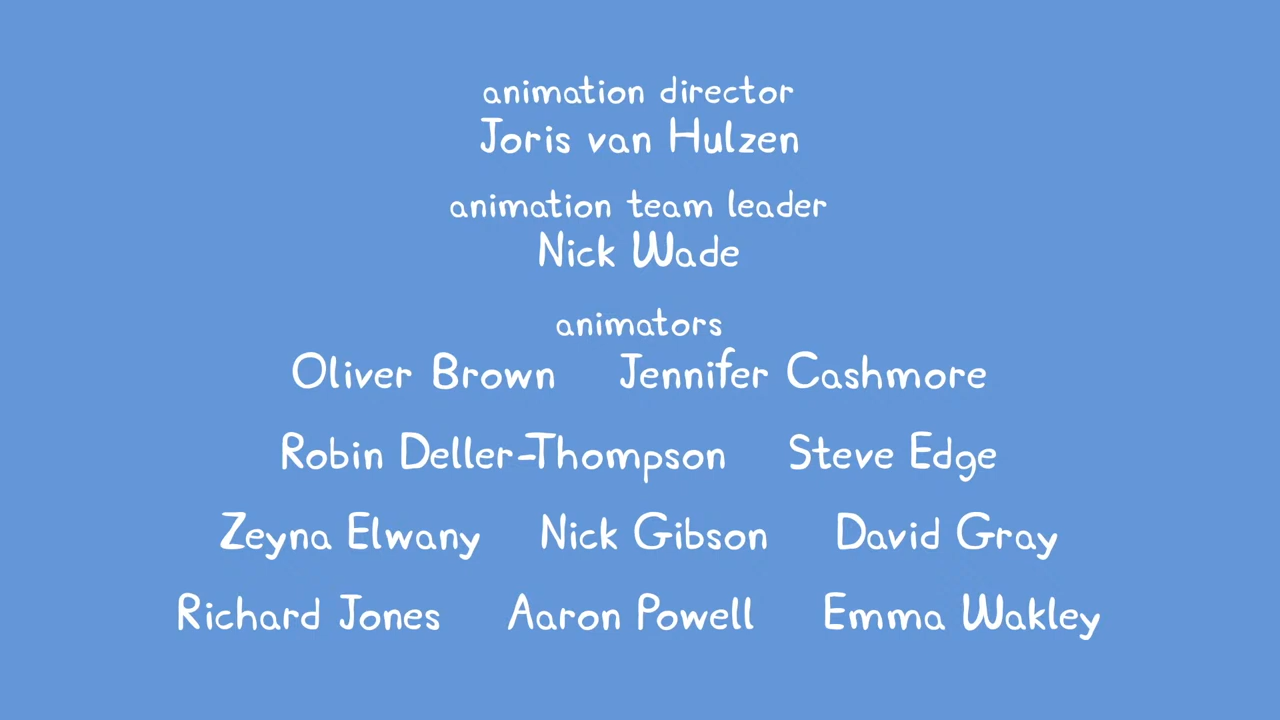 animation director
Joris van Hulzen
animation team leader
Nick Wade
animators
Oliver Brown Jennifer Cashmore
Robin Deller-Thompson Steve Edge
Zeyna Elwany Nick Gibson David Gray
Richard Jones Aaron Powell Emma Wakley